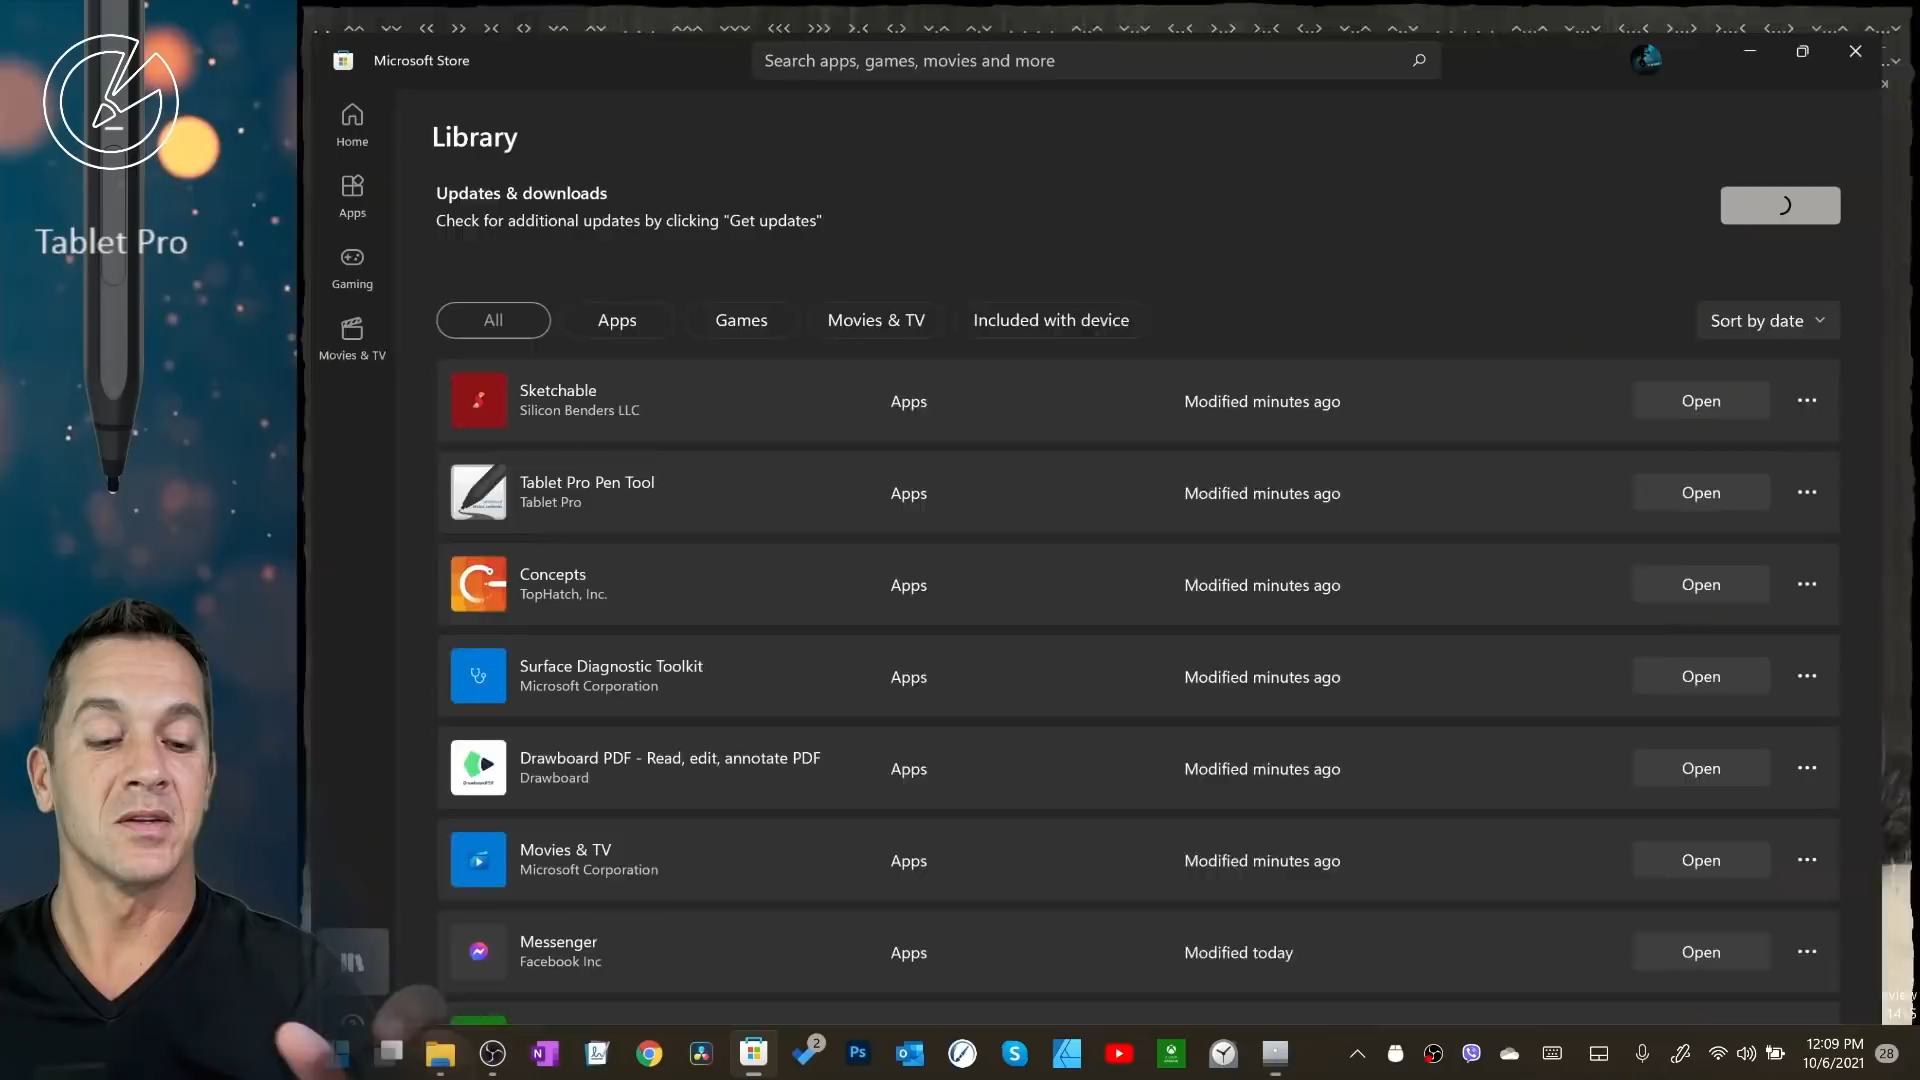 Microsoft Store
Search apps, games, movies and more
Home
Apps
Gaming
Movies & TV
Tablet Pro
Library
Updates & downloads
Check for additional updates by clicking "Get updates"
All
Apps
Games
Movies & TV
Included with device
Sort by date
Sketchable
Silicon Benders LLC
Apps
Modified minutes ago
Open
Tablet Pro Pen Tool
Tablet Pro
Apps
Modified minutes ago
Open
Concepts
TopHatch, Inc.
Apps
Modified minutes ago
Open
Surface Diagnostic Toolkit
Microsoft Corporation
Apps
Modified minutes ago
Open
Drawboard PDF - Read, edit, annotate PDF
Drawboard
Apps
Modified minutes ago
Open
Movies & TV
Microsoft Corporation
Apps
Modified minutes ago
Open
Messenger
Facebook Inc
Apps
Modified today
Open
2
Ps
12:09 PM
10/6/2021
28